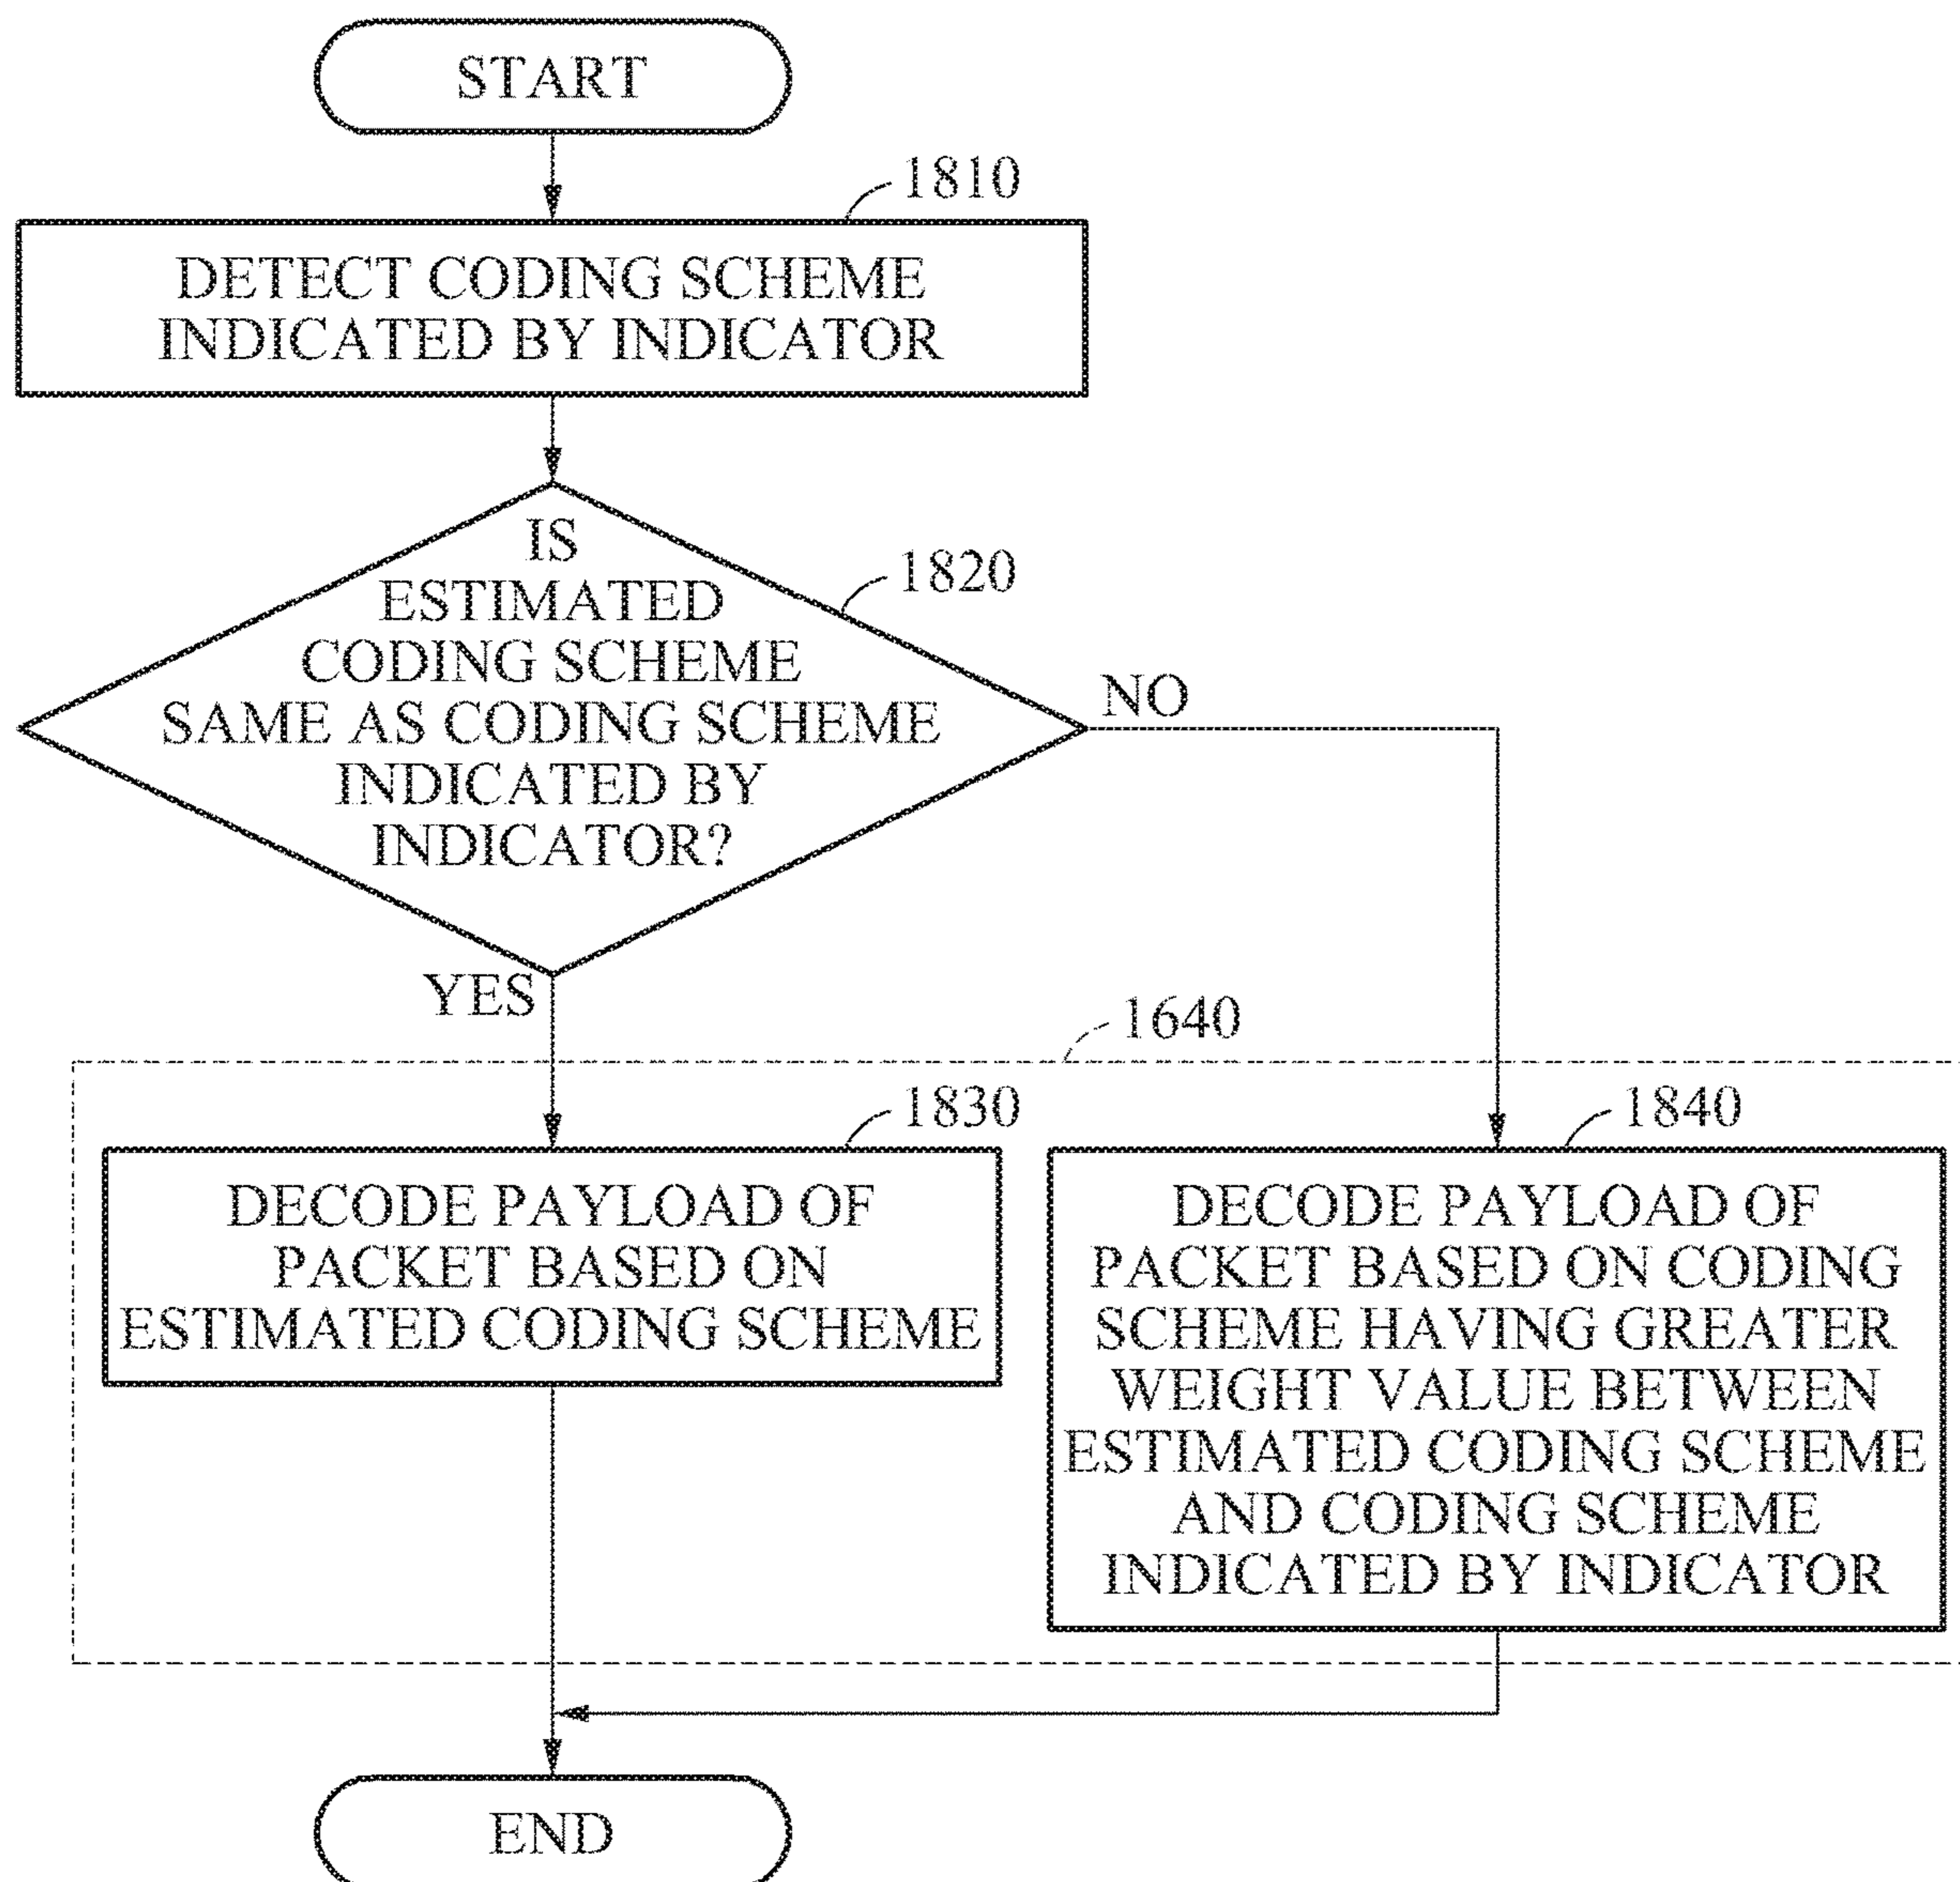 START
1810
DETECT CODING SCHEME
INDICATED BY INDICATOR
IS
ESTIMATED
CODING SCHEME
SAME AS CODING SCHEME
INDICATED BY
INDICATOR?
1820
NO
YES
1640
1830
DECODE PAYLOAD OF
PACKET BASED ON
ESTIMATED CODING SCHEME
1840
DECODE PAYLOAD OF
PACKET BASED ON CODING
SCHEME HAVING GREATER
WEIGHT VALUE BETWEEN
ESTIMATED CODING SCHEME
AND CODING SCHEME
INDICATED BY INDICATOR
END